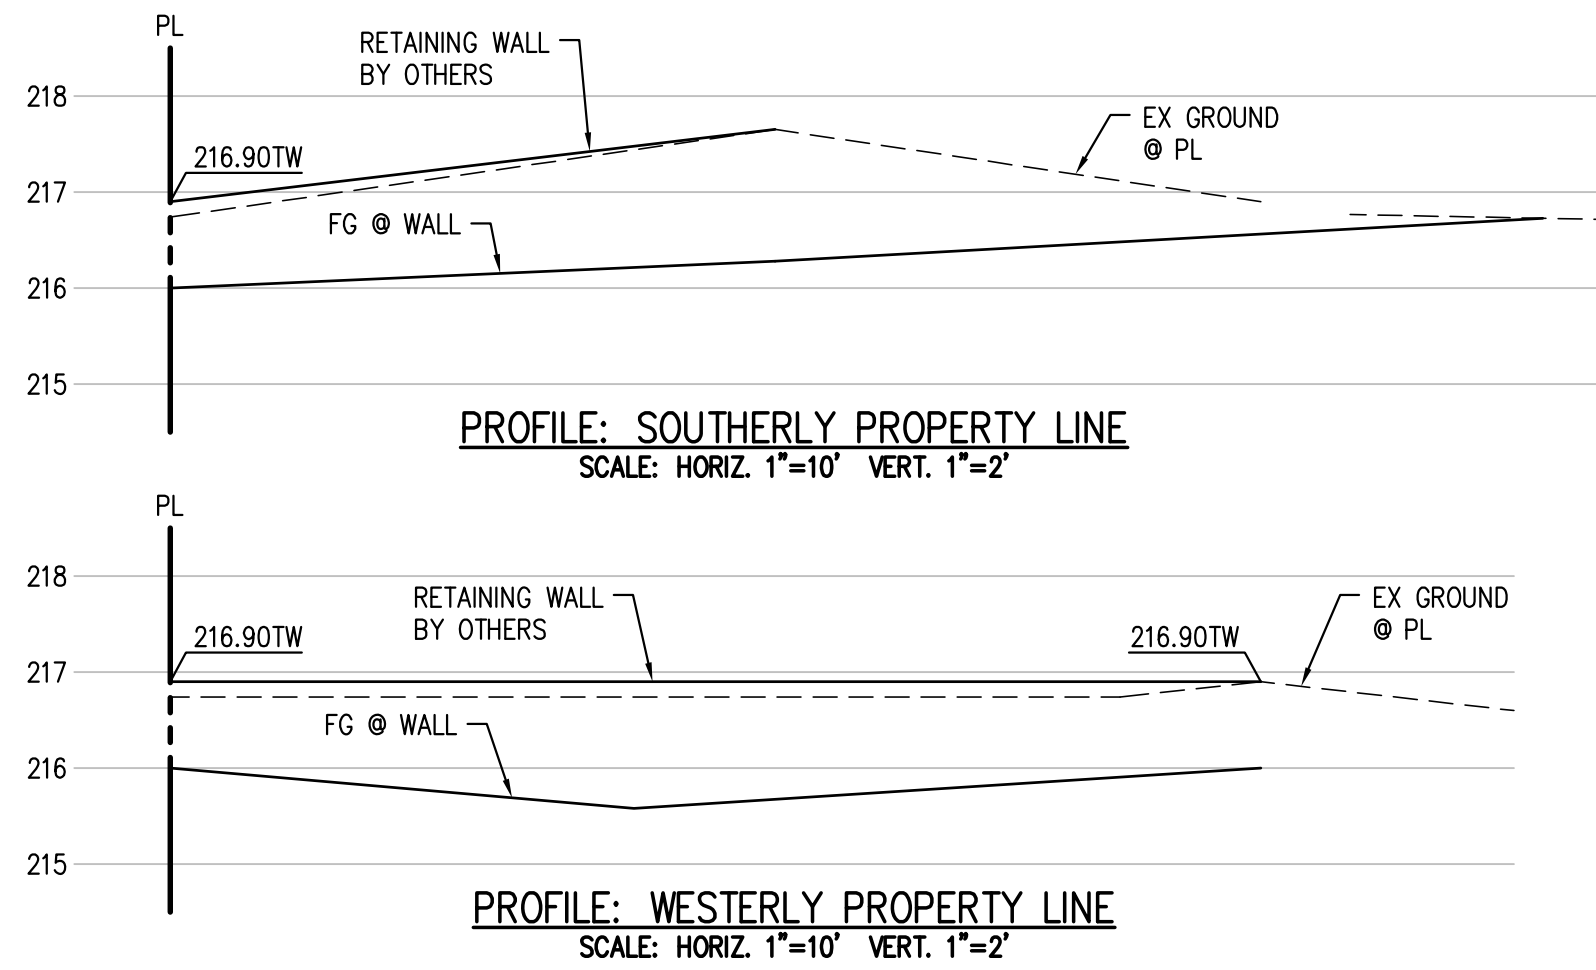 PL
RETAINING WALL
BY OTHERS
218
EX GROUND
@ PL
216.90TW
217
FG @ WALL
216
215
PROFILE: SOUTHERLY PROPERTY LINE
SCALE: HORIZ. 1"=10' VERT. 1"=2'
PL
218
RETAINING WALL
BY OTHERS
EX GROUND
@ PL
216.90TW
216.90TW
217
FG @ WALL
216
215
PROFILE: WESTERLY PROPERTY LINE
SCALE: HORIZ. 1"=10' VERT. 1"=2'